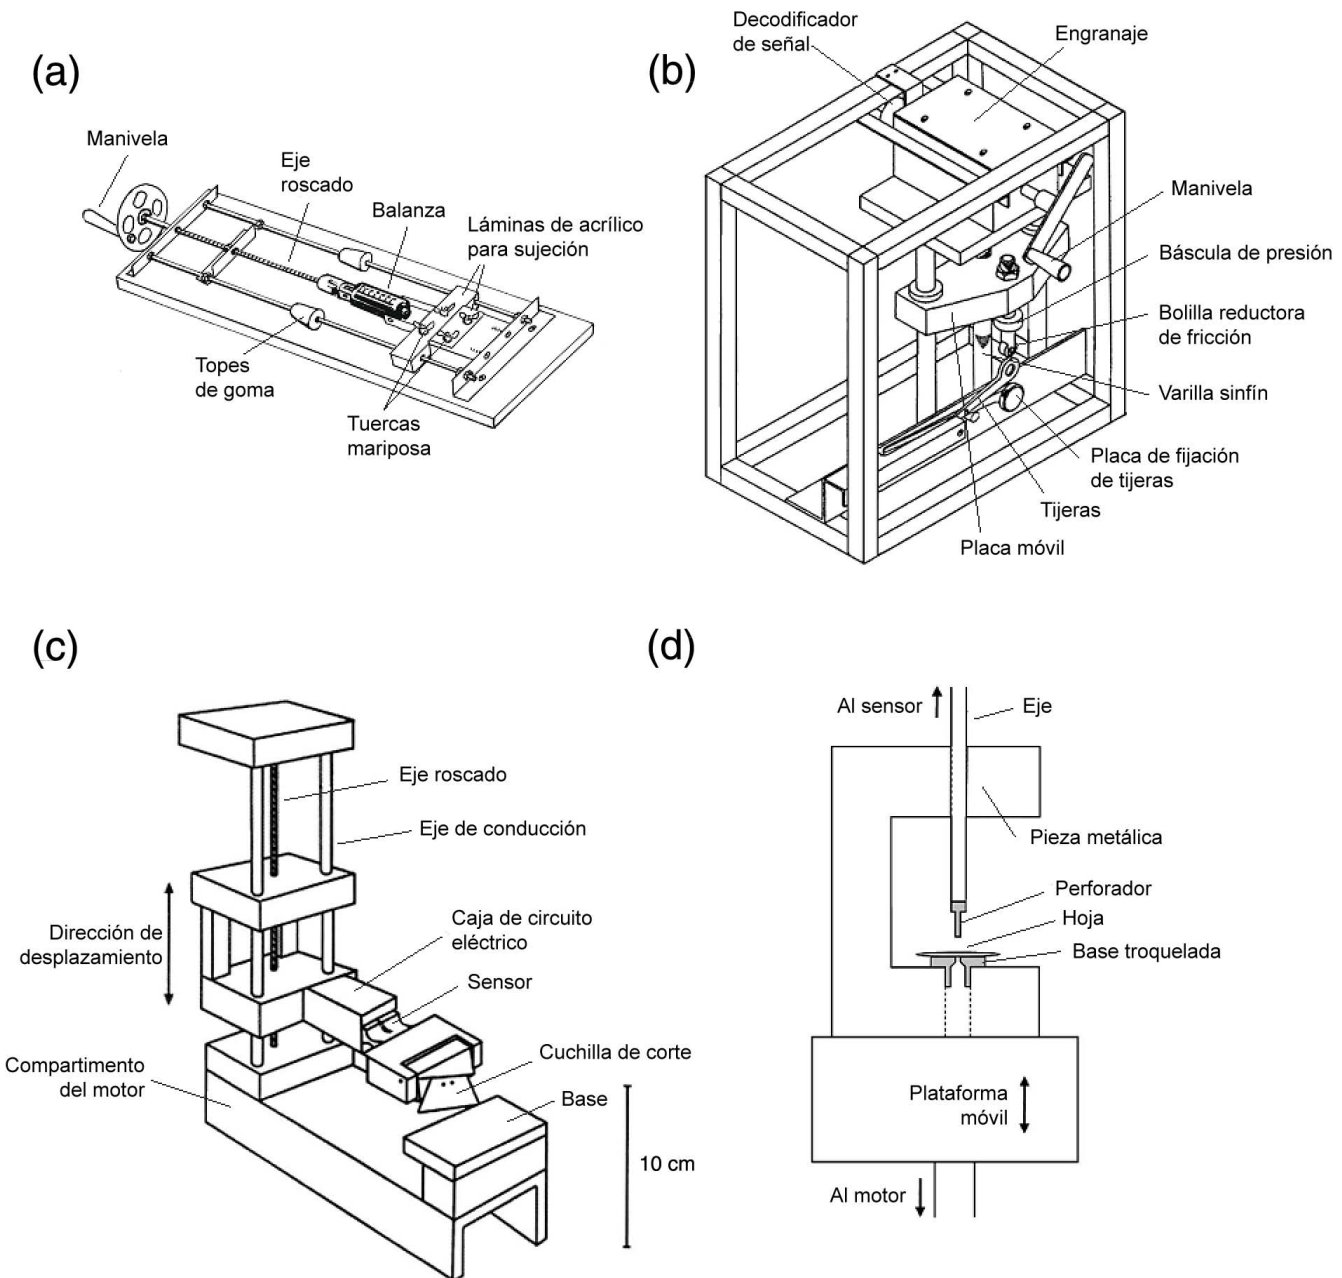 (a)
Manivela
Eje
roscado
Balanza
Láminas de acrílico
para sujeción
Topes
de goma
Tuercas
mariposa
(b)
Decodificador
de señal
Engranaje
Manivela
Báscula de presión
Bolilla reductora
de fricción
Varilla sinfín
Placa de fijación
de tijeras
Tijeras
Placa móvil
(c)
Eje roscado
Eje de conducción
Dirección de
desplazamiento
Caja de circuito
eléctrico
Sensor
Cuchilla de corte
Compartimento
del motor
Base
10 cm
(d)
Al sensor
Eje
Pieza metálica
Perforador
Hoja
Base troquelada
Plataforma
móvil
Al motor